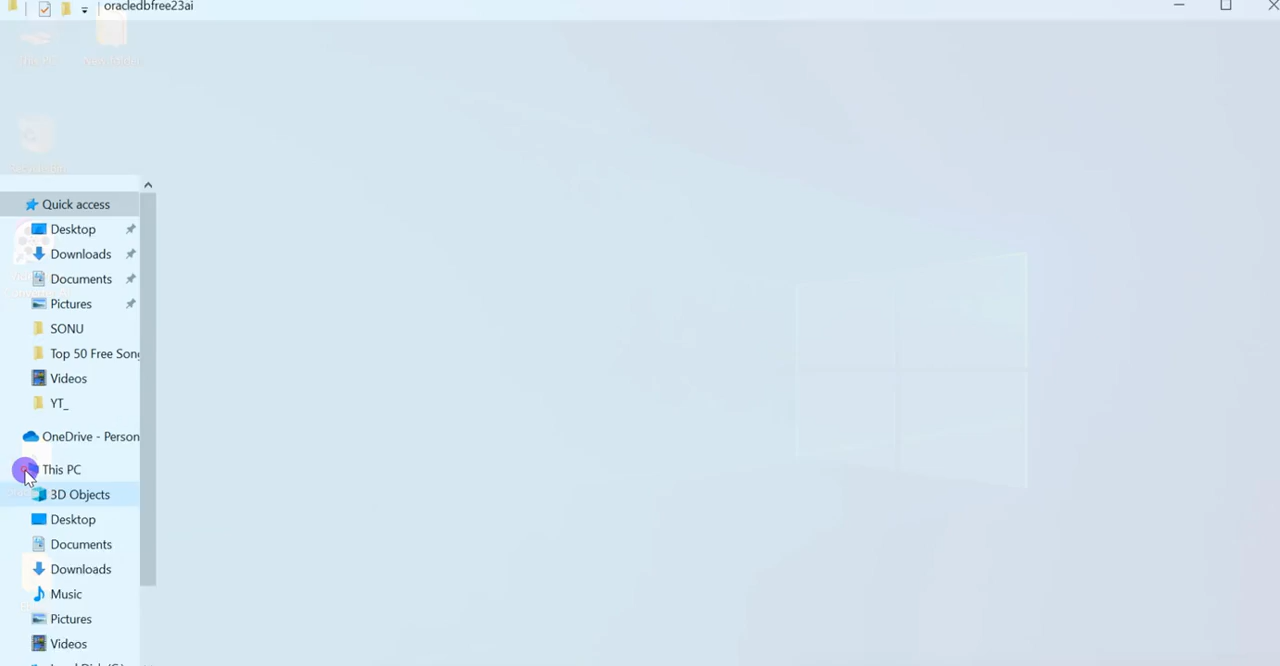 oracledbfree23ai
Quick access
Desktop
Downloads
Documents
Pictures
SONU
Top 50 Free Song
Videos
YT_
OneDrive - Person
This PC
3D Objects
Desktop
Documents
Downloads
Music
Pictures
Videos